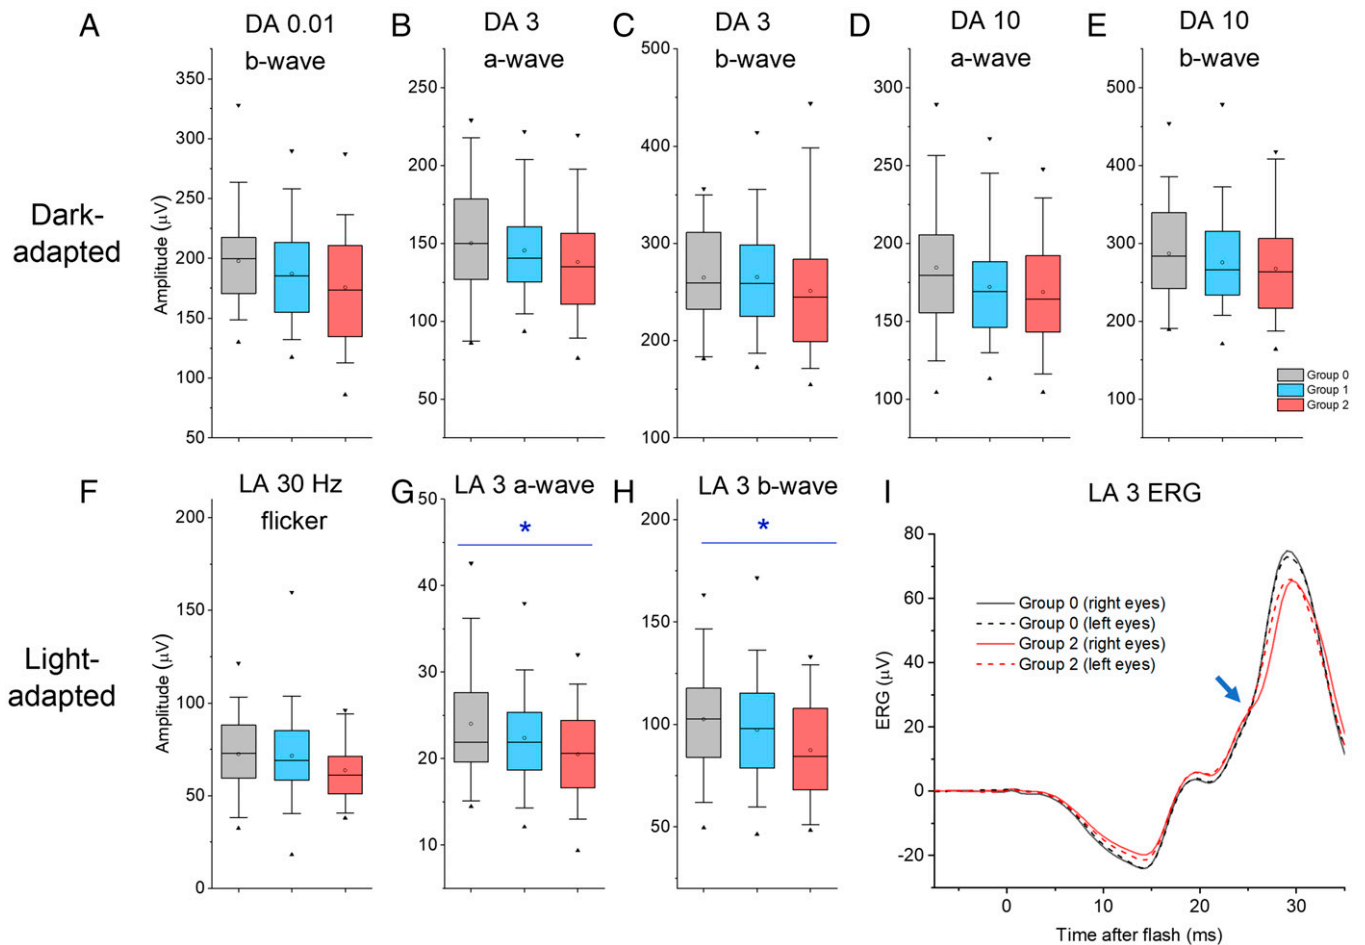 A
DA 0.01
b-wave
B
DA 3
a-wave
C
DA 3
b-wave
D
DA 10
a-wave
E
DA 10
b-wave
Dark-
adapted
Amplitude (µV)
350
300
250
200
150
100
50
250
200
150
100
50
500
400
300
200
100
300
250
200
150
100
500
400
300
200
100
Group 0
Group 1
Group 2
F
LA 30 Hz
flicker
G
LA 3 a-wave
H
LA 3 b-wave
I
LA 3 ERG
Light-
adapted
Amplitude (µV)
200
150
100
50
0
50
40
30
20
10
*
200
150
100
50
*
ERG (µV)
80
60
40
20
0
-20
Group 0 (right eyes)
Group 0 (left eyes)
Group 2 (right eyes)
Group 2 (left eyes)
0
10
20
30
Time after flash (ms)